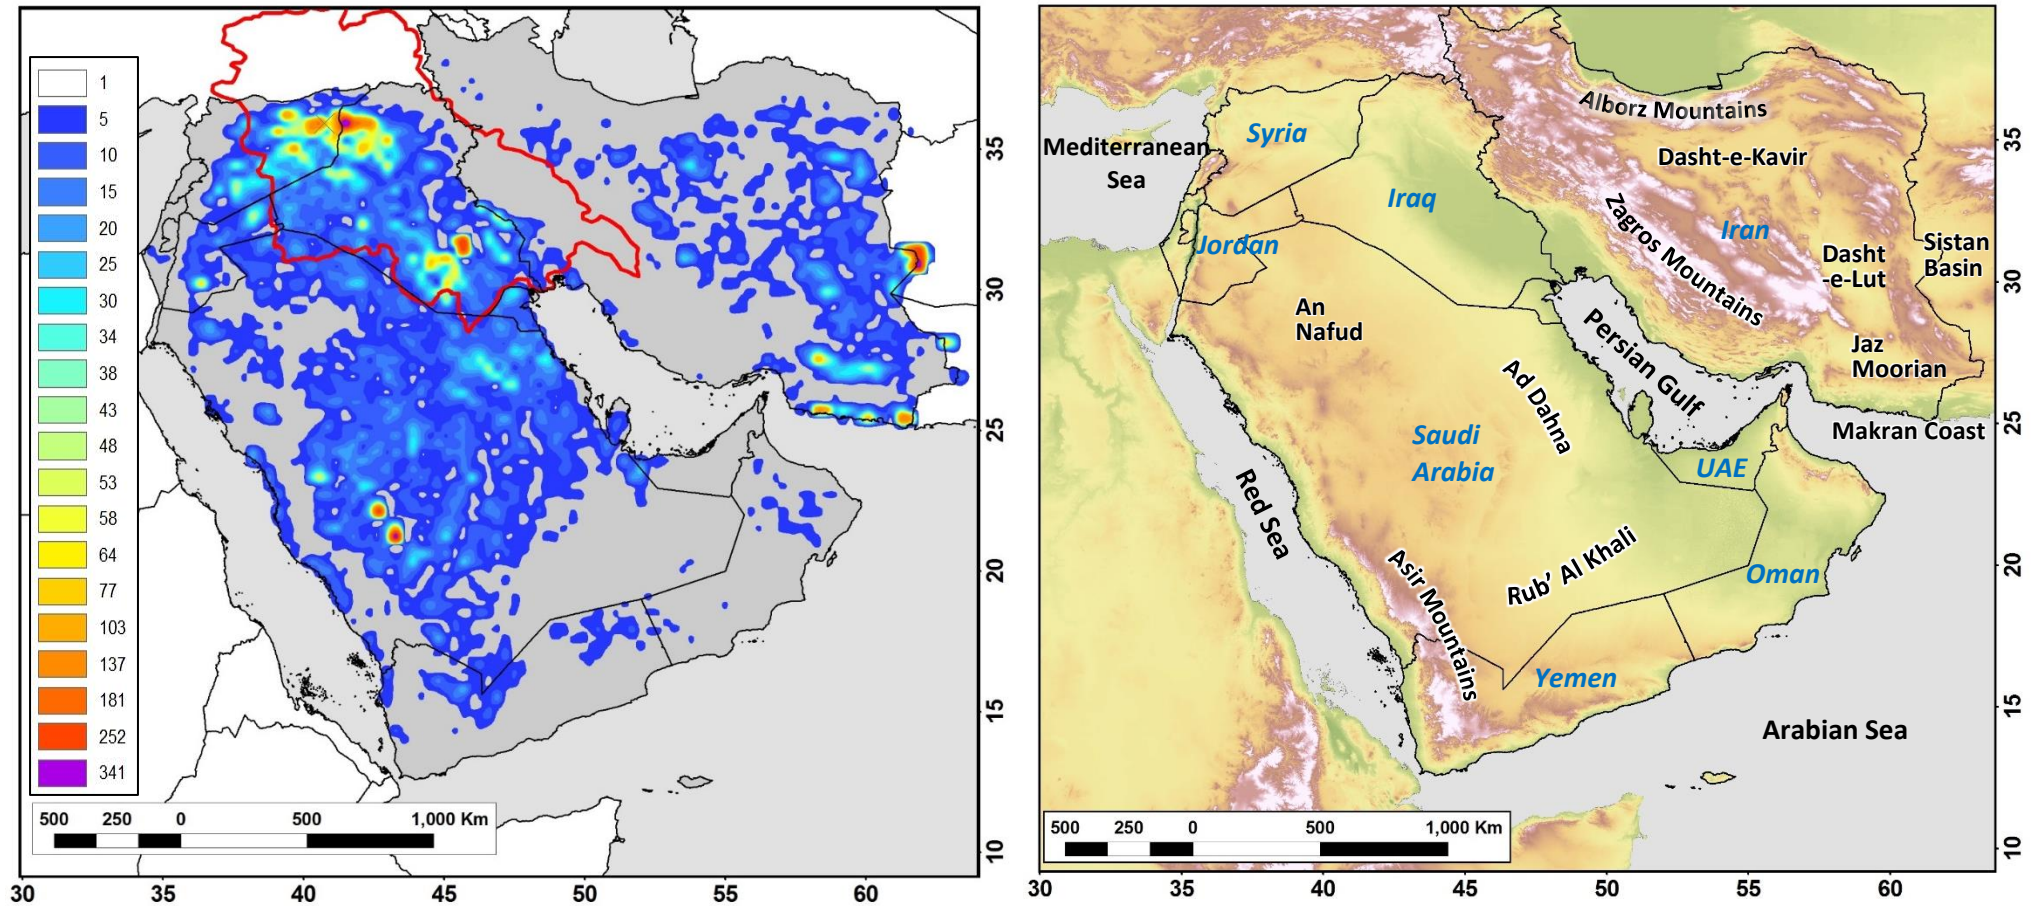 1
5
10
15
20
25
30
34
38
43
48
53
58
64
77
103
137
181
252
341
500 250 0 500 1,000 Km
35
30
25
20
15
10
30 35 40 45 50 55 60
Alborz Mountains
Mediterranean
Sea
Syria
Dasht-e-Kavir
Iraq
Zagros Mountains
Iran
Jordan
Dasht
-e-Lut
Sistan
Basin
An
Nafud
Persian Gulf
Jaz
Moorian
Ad Dahna
Makran Coast
Saudi
Arabia
UAE
Red Sea
Rub' Al Khali
Oman
Asir Mountains
Yemen
Arabian Sea
500 250 0 500 1,000 Km
35
30
25
20
15
10
30 35 40 45 50 55 60